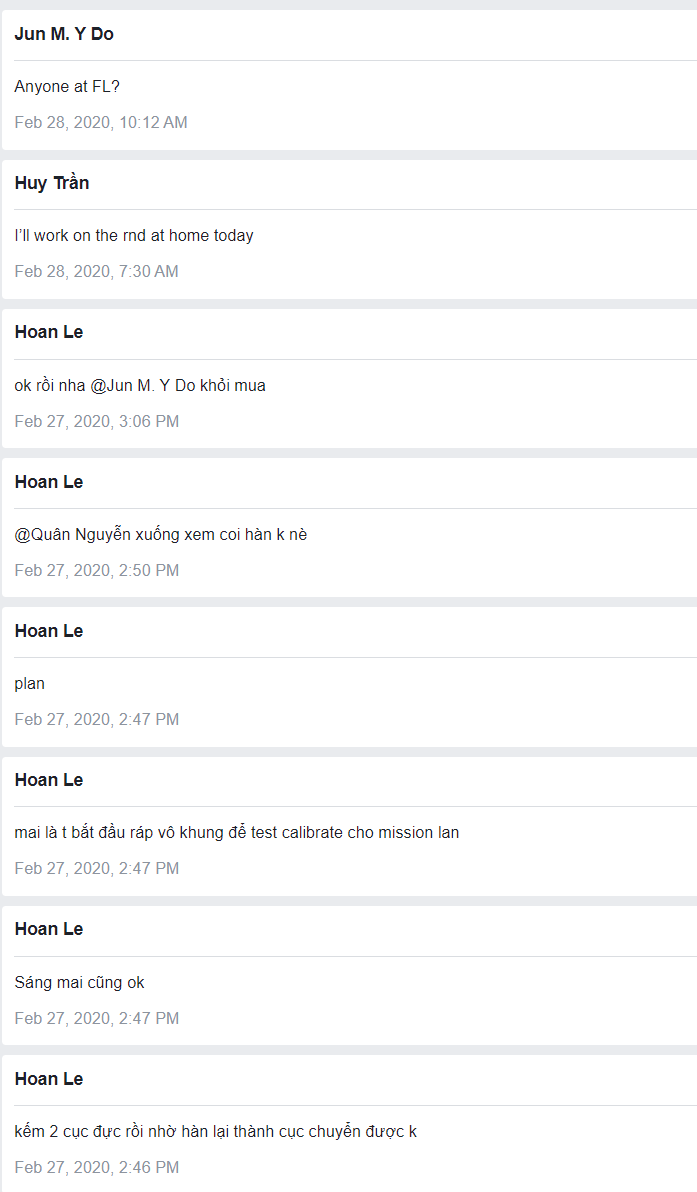 Jun M. Y Do
Anyone at FL?
Feb 28, 2020, 10:12 AM
Huy Trần
I’ll work on the rnd at home today
Feb 28, 2020, 7:30 AM
Hoan Le
ok rồi nha @Jun M. Y Do khỏi mua
Feb 27, 2020, 3:06 PM
Hoan Le
@Quân Nguyễn xuống xem coi hàn k nè
Feb 27, 2020, 2:50 PM
Hoan Le
plan
Feb 27, 2020, 2:47 PM
Hoan Le
mai là t bắt đầu ráp vô khung để test calibrate cho mission lan
Feb 27, 2020, 2:47 PM
Hoan Le
Sáng mai cũng ok
Feb 27, 2020, 2:47 PM
Hoan Le
kếm 2 cục đực rồi nhờ hàn lại thành cục chuyển được k
Feb 27, 2020, 2:46 PM